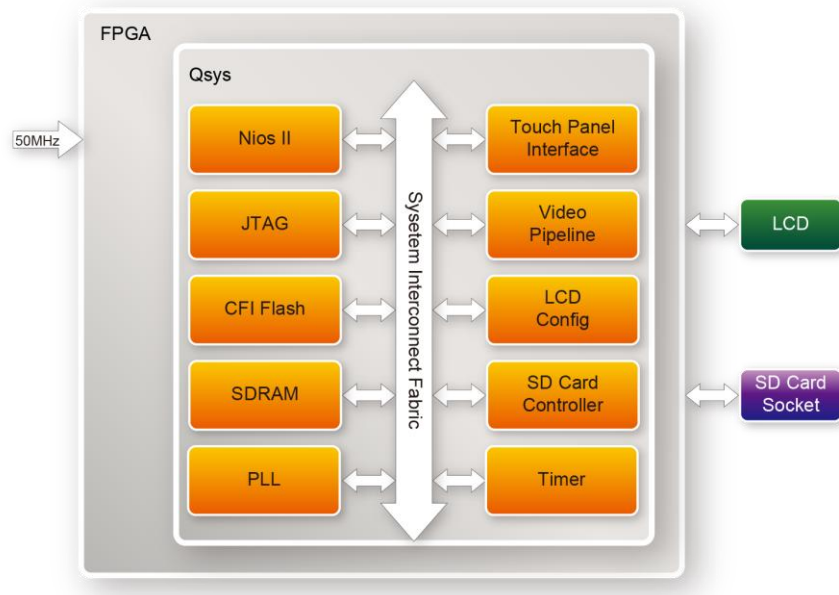 FPGA
Qsys
50MHz
Nios II
Touch Panel
Interface
JTAG
Video
Pipeline
LCD
CFI Flash
LCD
Config
SDRAM
SD Card
Controller
SD Card
Socket
PLL
Timer
Sysetem Interconnect Fabric